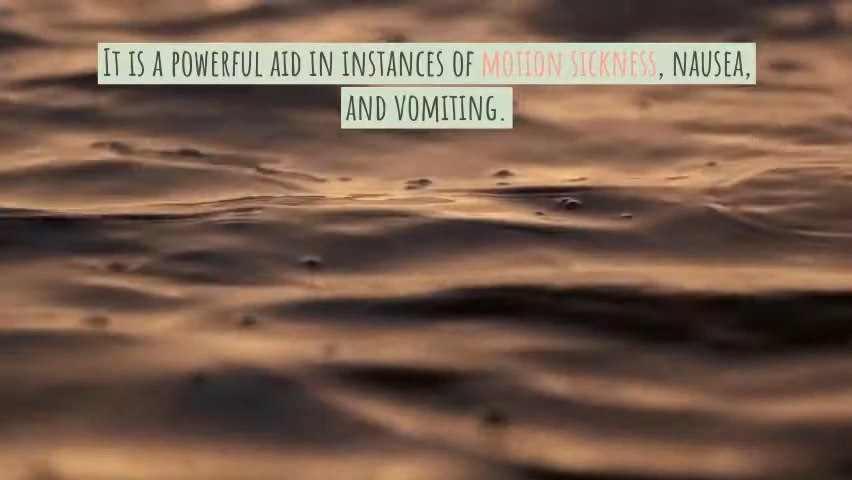 It is a powerful aid in instances of motion sickness, nausea,
and vomiting.